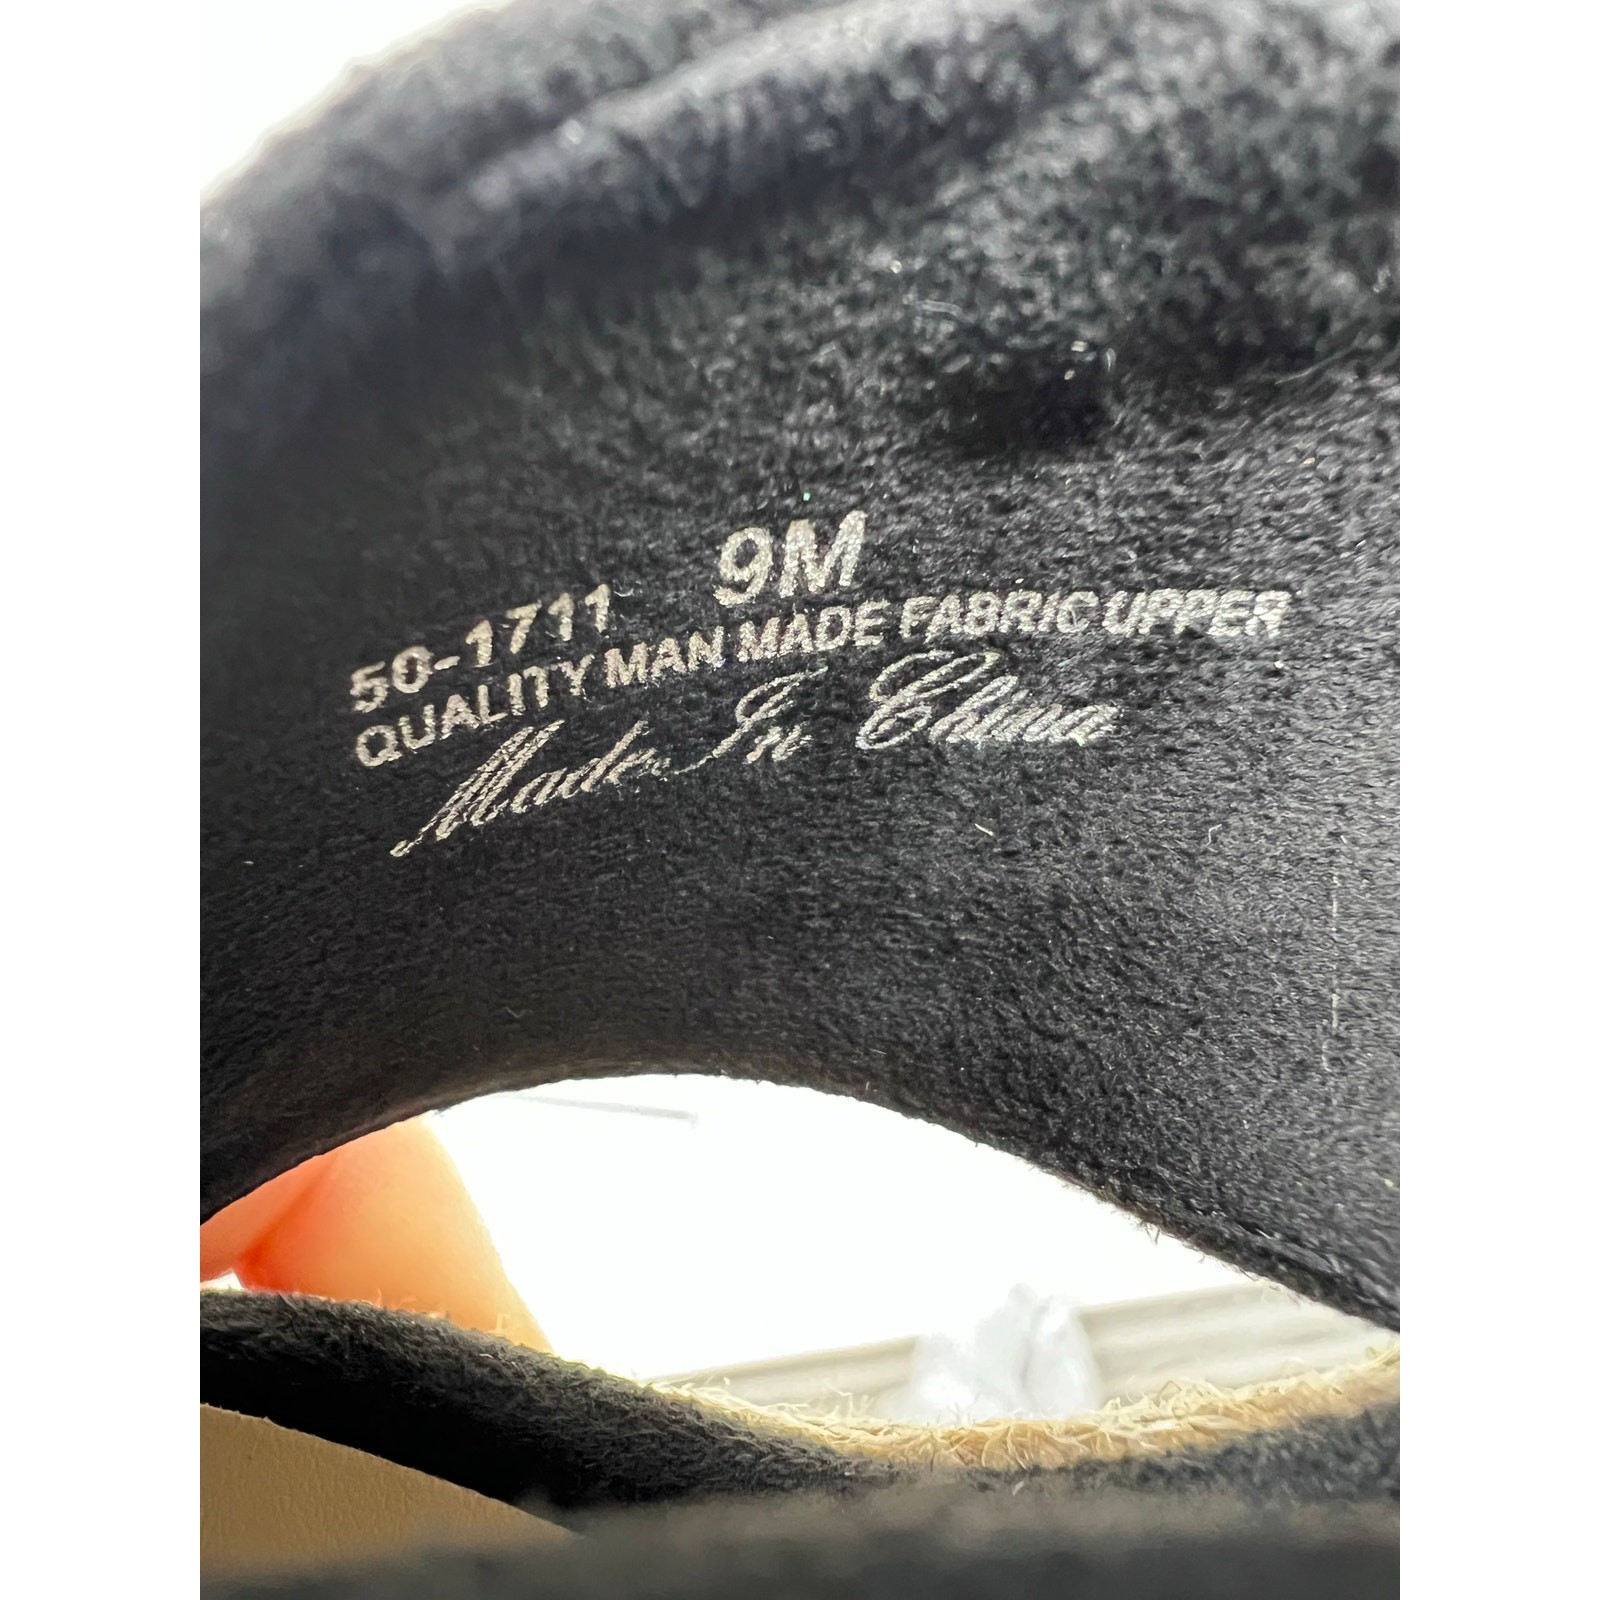 50-1711 9M
QUALITY MAN MADE FABRIC UPPER
Made In China